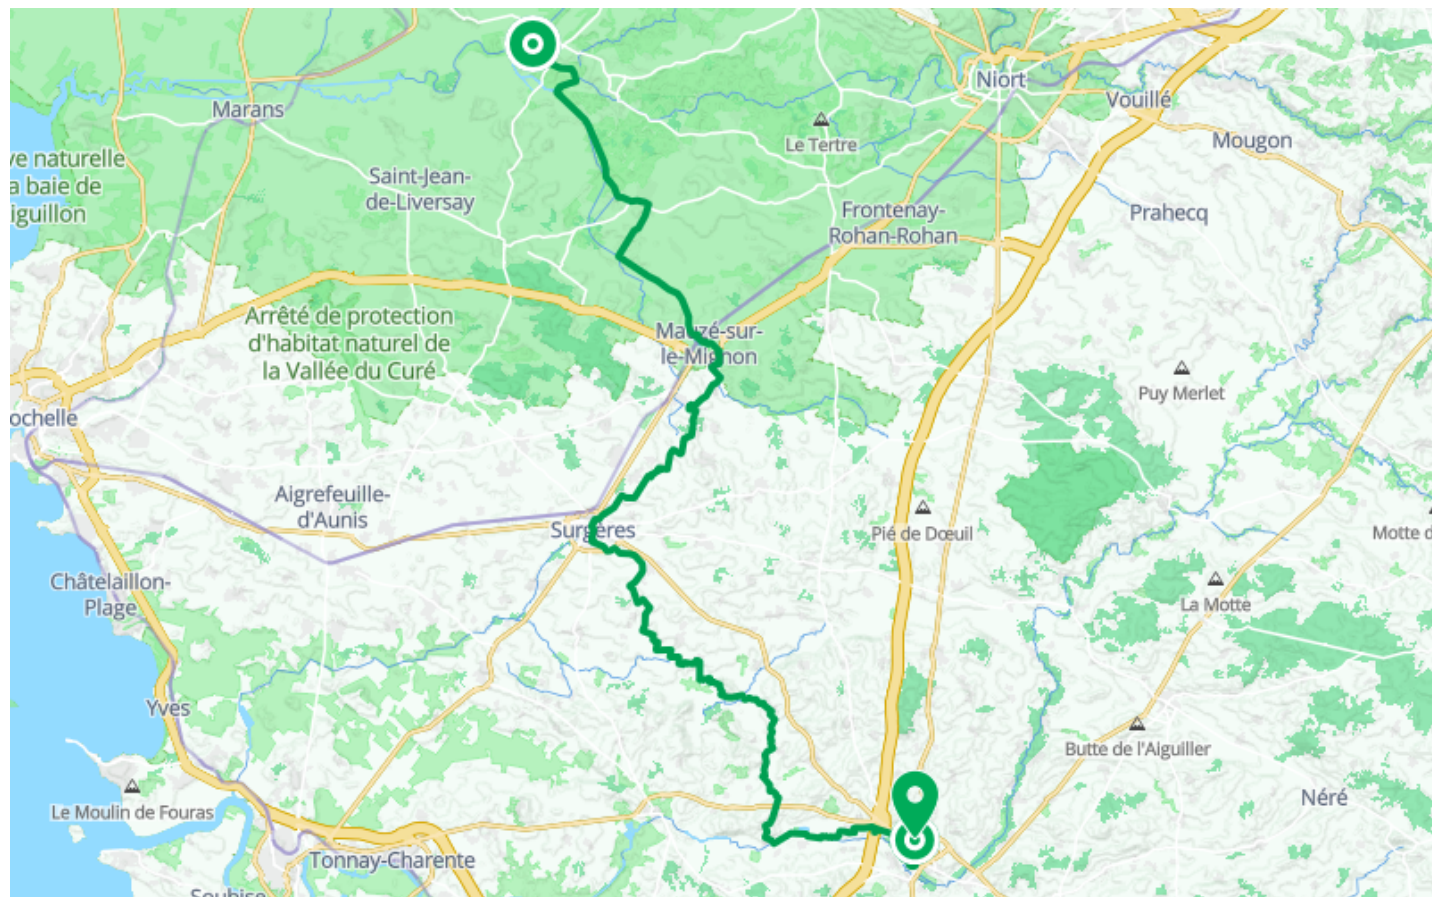 Niort
Vouillé
Marans
Mougon
Le Tertre
ve naturelle
a baie de
iguillon
Saint-Jean-
de-Liversay
Frontenay-
Rohan-Rohan
Prahecq
Arrêté de protection
d'habitat naturel de
la Vallée du Curé
Mauzé-sur-
le-Mignon
Puy Merlet
ochelle
Aigrefeuille-
d'Aunis
Surgères
Pié de Dœuil
Motte d
Châtelaillon-
Plage
La Motte
Yves
Butte de l'Aiguiller
Le Moulin de Fouras
Néré
Tonnay-Charente
Soubise